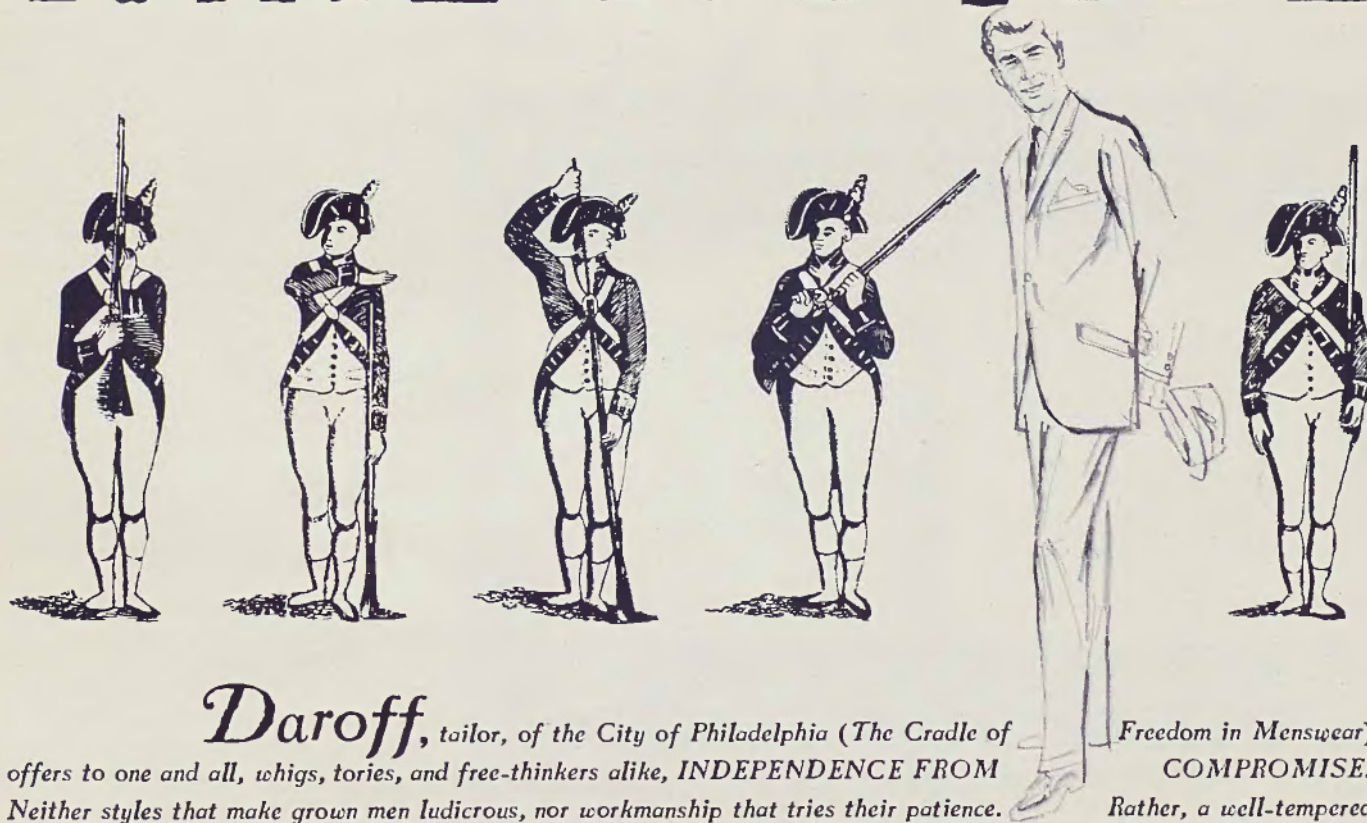 Daroff, tailor, of the City of Philadelphia (The Cradle of Freedom in Menswear)
offers to one and all, whigs, tories, and free-thinkers alike, INDEPENDENCE FROM COMPROMISE.
Neither styles that make grown men ludicrous, nor workmanship that tries their patience. Rather, a well-tempered